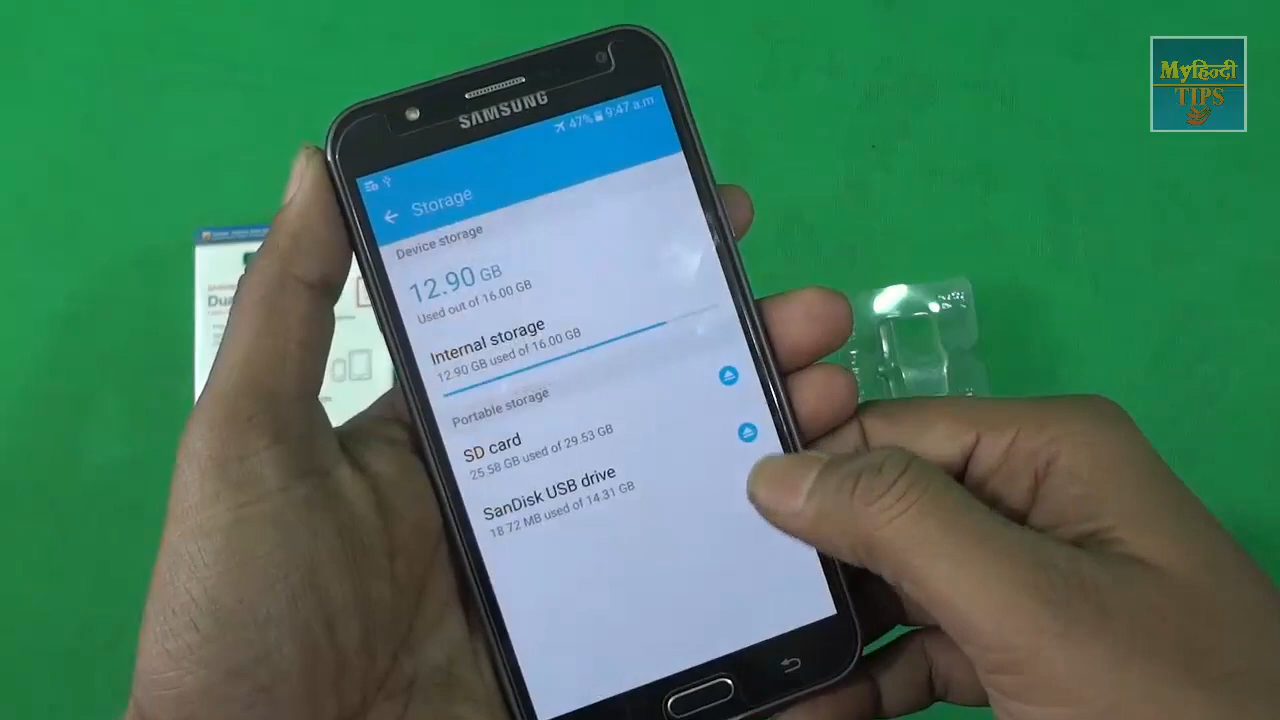 Myहिन्दी
TIPS
SAMSUNG
47% 9:47 a.m
Storage
Device storage
12.90 GB
Used out of 16.00 GB
Internal storage
12.90 GB used of 16.00 GB
Portable storage
SD card
25.58 GB used of 29.53 GB
SanDisk USB drive
18.72 MB used of 14.31 GB